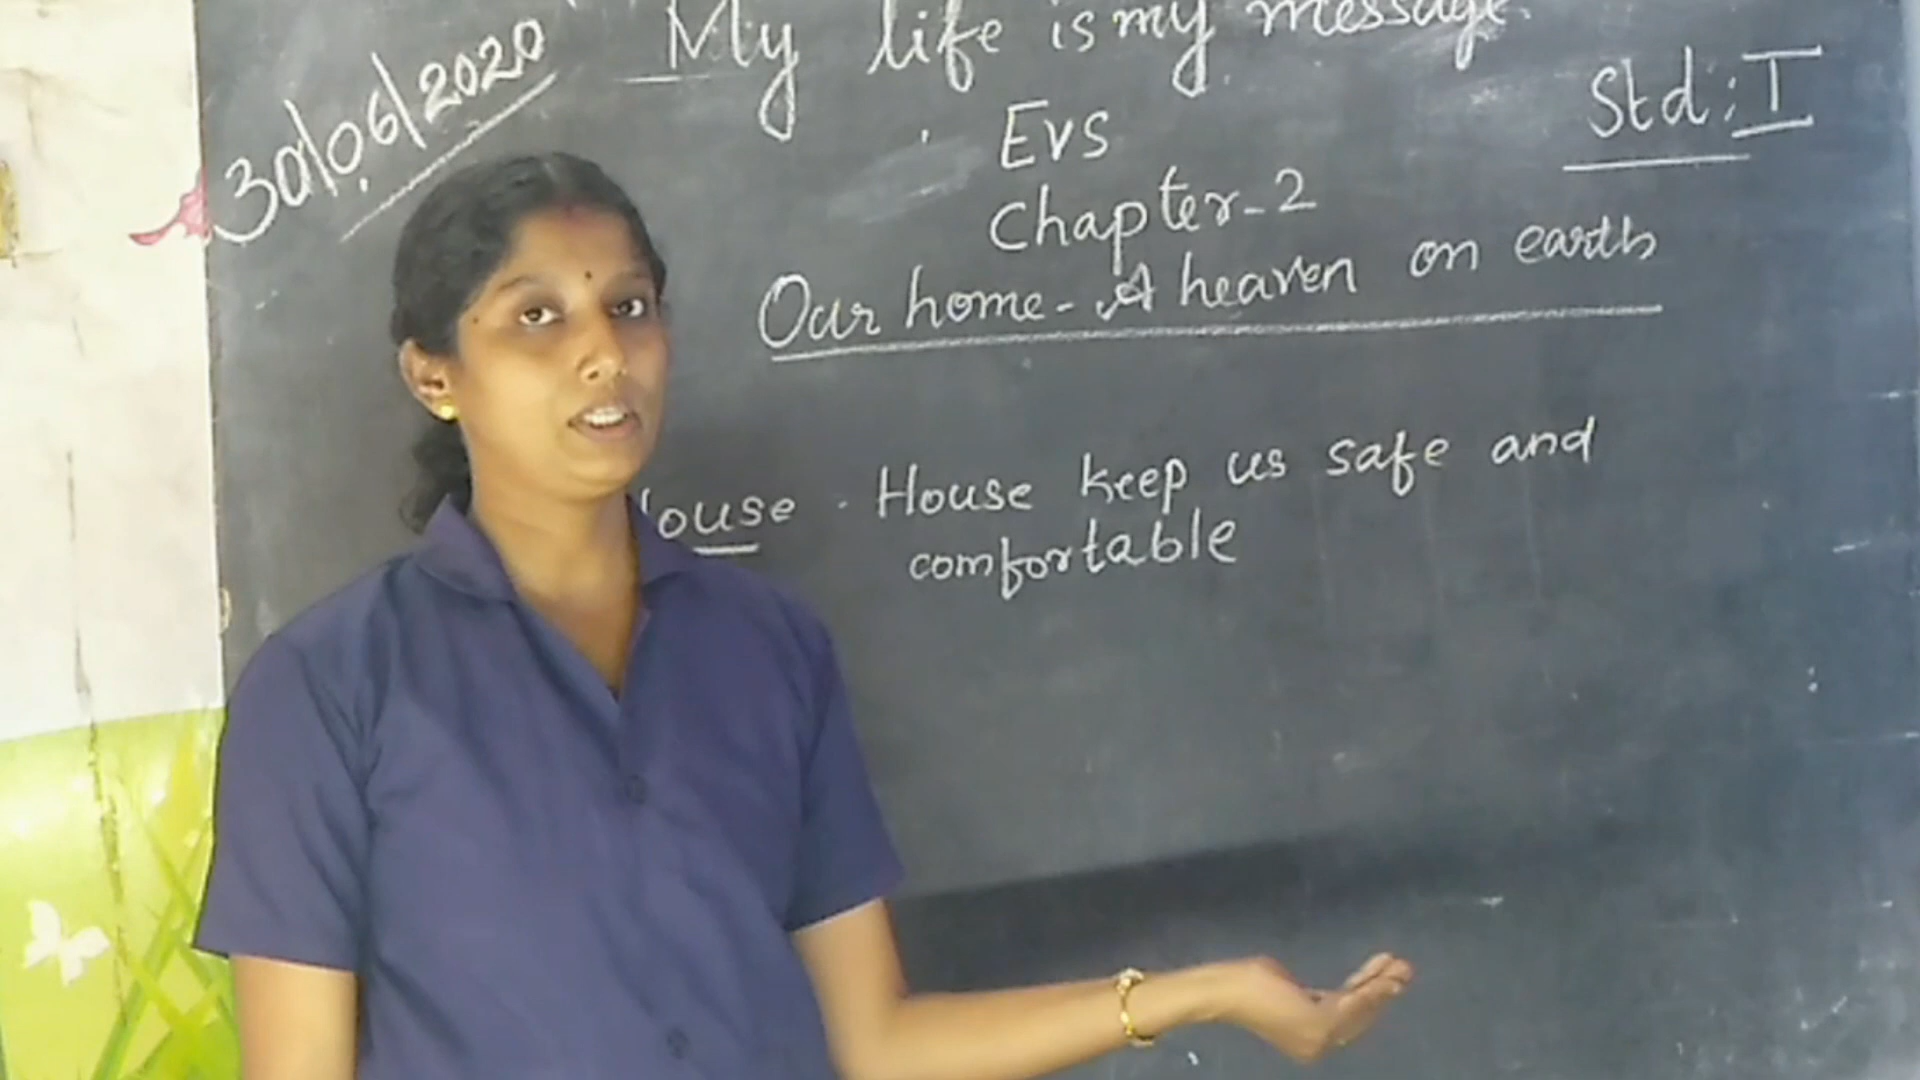 My life is my message.
30/06/2020
Std: I
EVS
Chapter-2
Our home - A heaven on earth
ouse - House keep us safe and
comfortable